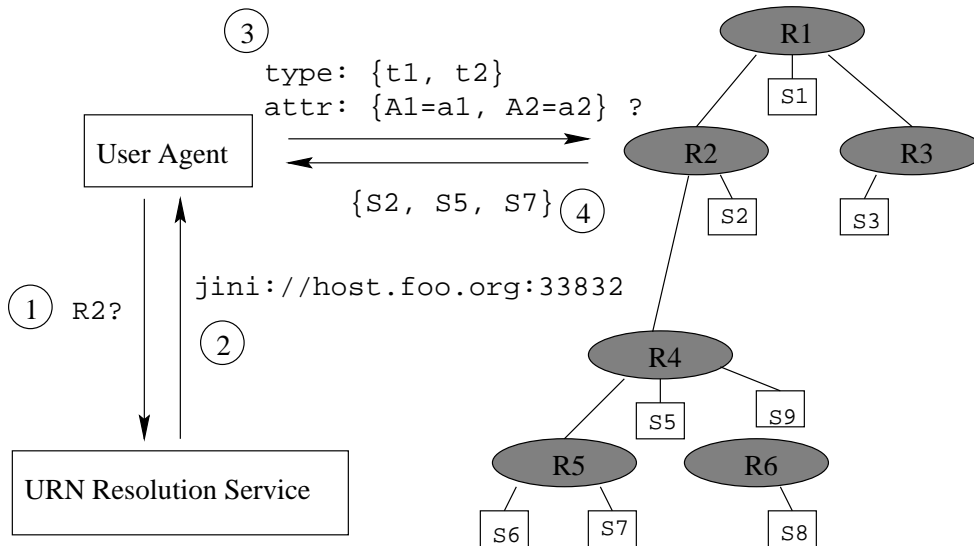 3
R1
type: {t1, t2}
attr: {A1=a1, A2=a2} ?
S1
User Agent
R2
R3
{S2, S5, S7}
4
S2
S3
1
R2?
jini://host.foo.org:33832
2
R4
S5
S9
R5
R6
URN Resolution Service
S6
S7
S8